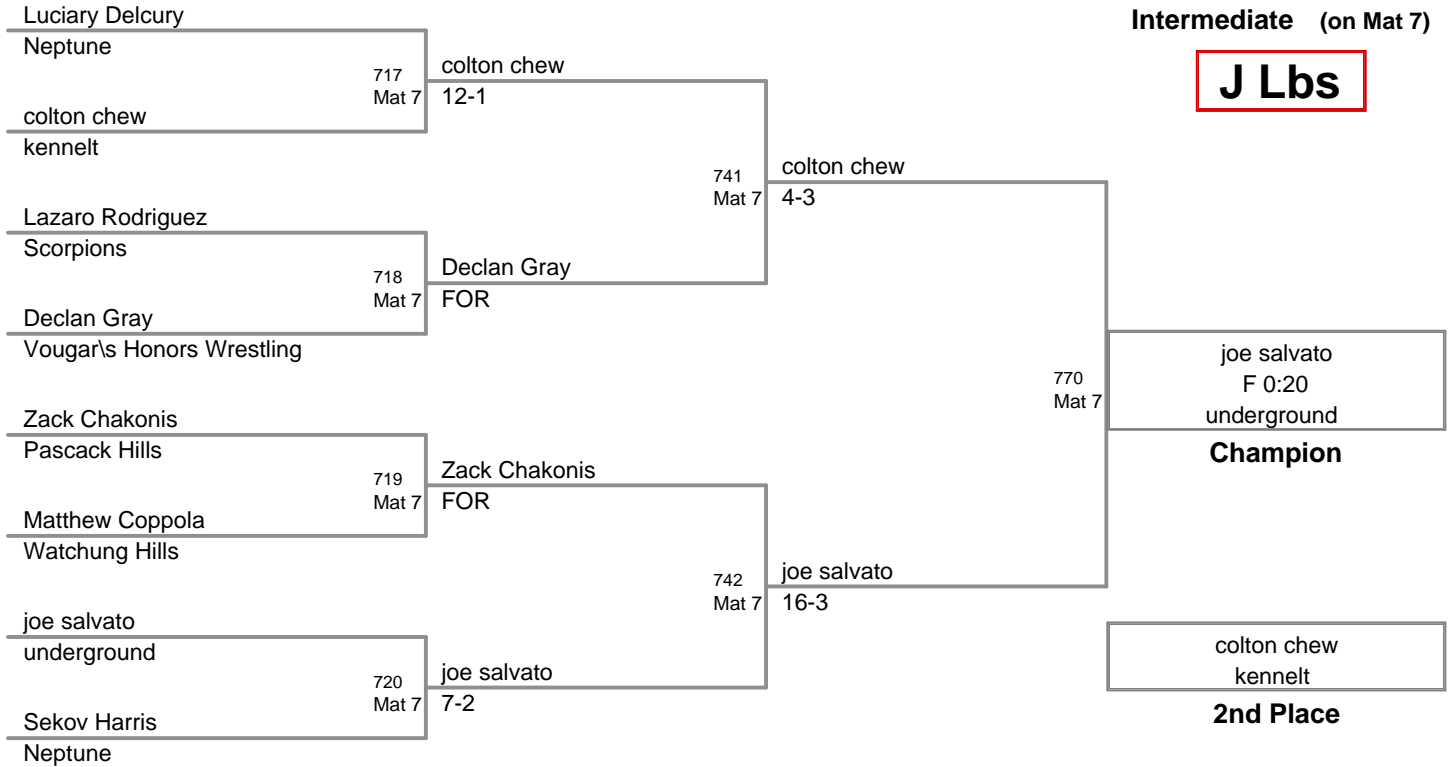 Luciary Delcury
Neptune
717
Mat 7
colton chew
12-1
colton chew
kennelt
741
Mat 7
colton chew
4-3
Lazaro Rodriguez
Scorpions
718
Mat 7
Declan Gray
FOR
Declan Gray
Vougar\s Honors Wrestling
770
Mat 7
Zack Chakonis
Pascack Hills
719
Mat 7
Zack Chakonis
FOR
Matthew Coppola
Watchung Hills
742
Mat 7
joe salvato
16-3
joe salvato
underground
720
Mat 7
joe salvato
7-2
Sekov Harris
Neptune
Intermediate (on Mat 7)
J Lbs
joe salvato
F 0:20
underground
Champion
colton chew
kennelt
2nd Place